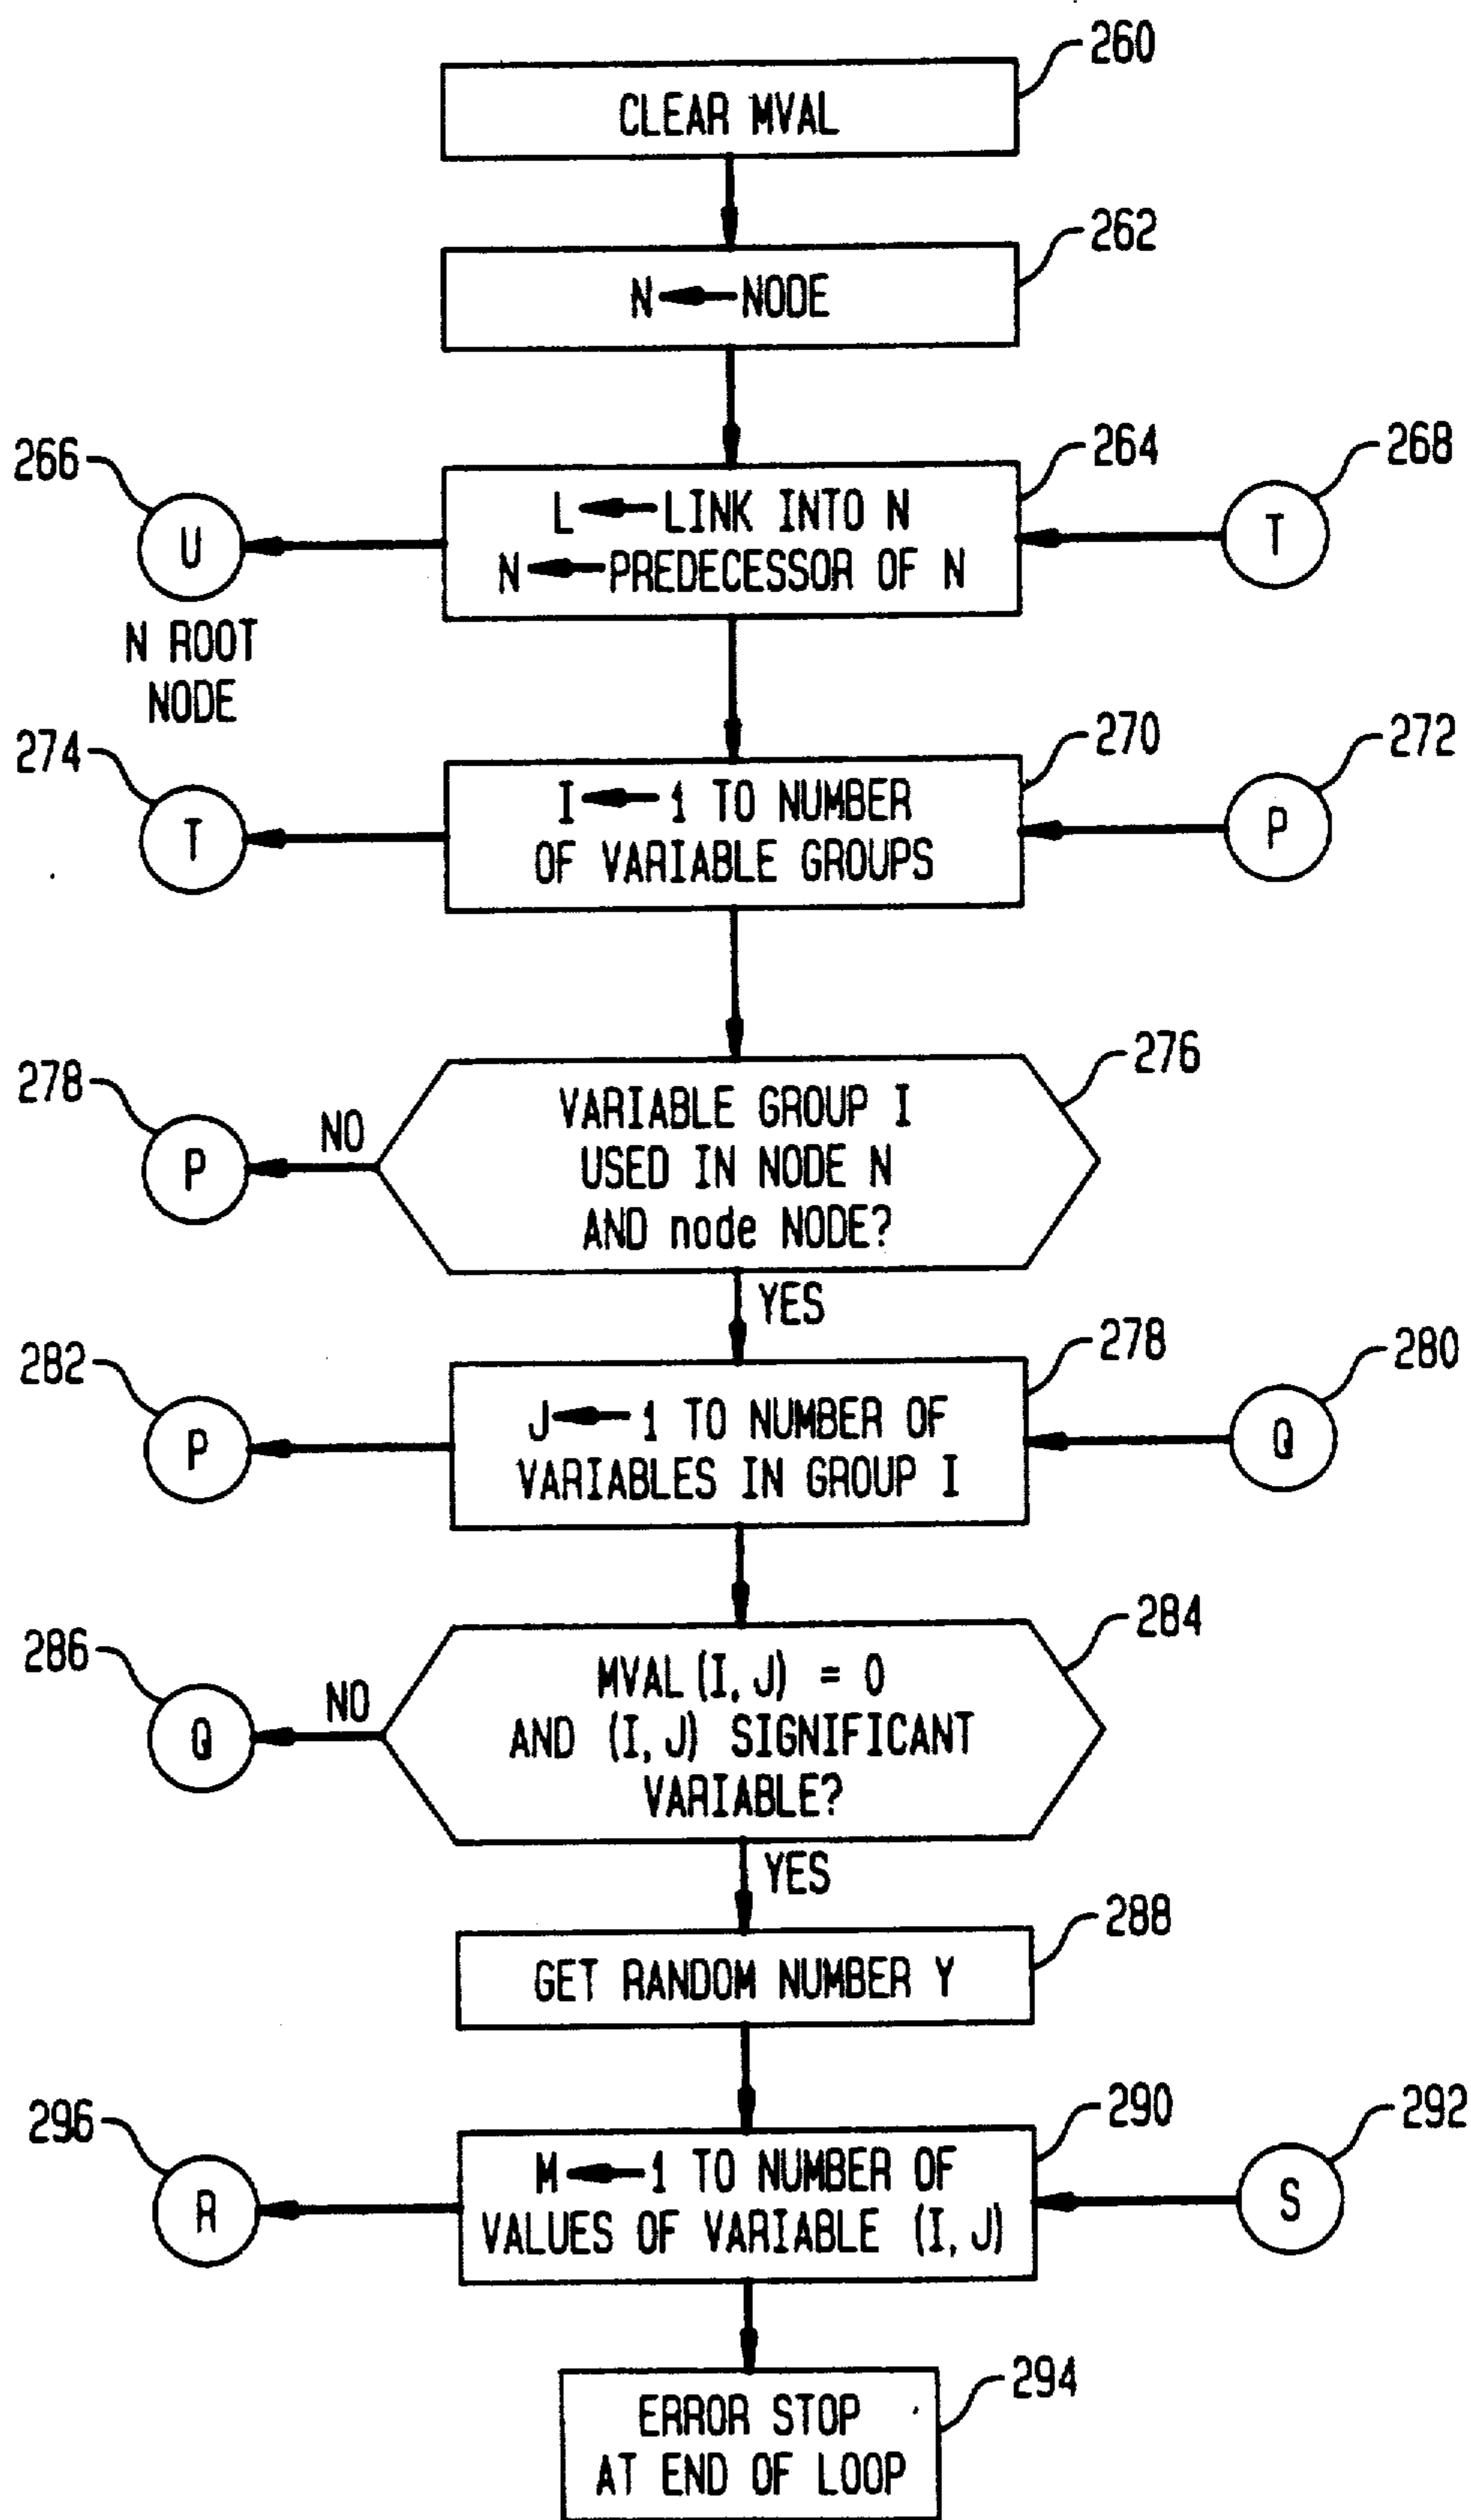 260
CLEAR MVAL
262
N←NODE
266
264
268
U
L←LINK INTO N
N←PREDECESSOR OF N
T
N ROOT
NODE
274
270
272
T
I←1 TO NUMBER
OF VARIABLE GROUPS
P
278
276
P
NO
VARIABLE GROUP I
USED IN NODE N
AND node NODE?
YES
282
278
280
P
J←1 TO NUMBER OF
VARIABLES IN GROUP I
Q
286
284
Q
NO
MVAL(I,J) = 0
AND (I,J) SIGNIFICANT
VARIABLE?
YES
288
GET RANDOM NUMBER Y
296
290
292
R
M←1 TO NUMBER OF
VALUES OF VARIABLE (I,J)
S
294
ERROR STOP
AT END OF LOOP